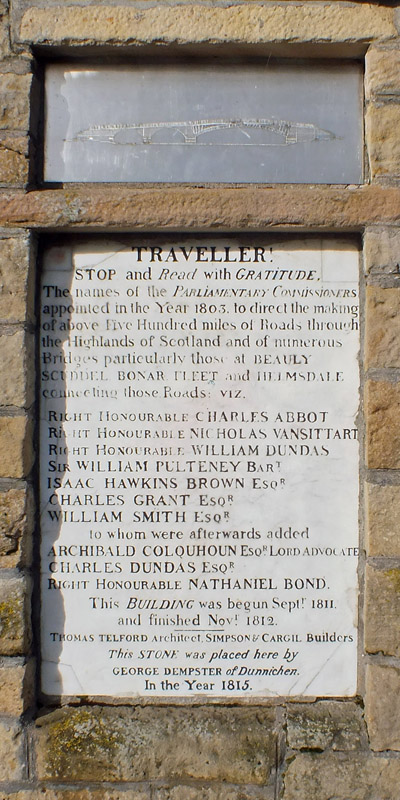 TRAVELLER!
STOP and Read with GRATITUDE,
The names of the PARLIAMENTARY COMMISSIONERS
appointed in the Year 1803. to direct the making
of above Five Hundred miles of Roads through
the Highlands of Scotland and of numerous
Bridges particularly those at BEAULY
SCUDDEL BONAR FLEET and HELMSDALE
connecting those Roads: VIZ.
RIGHT HONOURABLE CHARLES ABBOT
RIGHT HONOURABLE NICHOLAS VANSITTART
RIGHT HONOURABLE WILLIAM DUNDAS
SIR WILLIAM PULTENEY BART
ISAAC HAWKINS BROWN ESQR
CHARLES GRANT ESQR
WILLIAM SMITH ESQR
to whom were afterwards added
ARCHIBALD COLQUHOUN ESQR LORD ADVOCATE
CHARLES DUNDAS ESQR
RIGHT HONOURABLE NATHANIEL BOND.
This BUILDING was begun Septr. 1811.
and finished Novr. 1812.
THOMAS TELFORD Architect, SIMPSON & CARGIL Builders
This STONE was placed here by
GEORGE DEMPSTER of Dunnichen.
In the Year 1815.